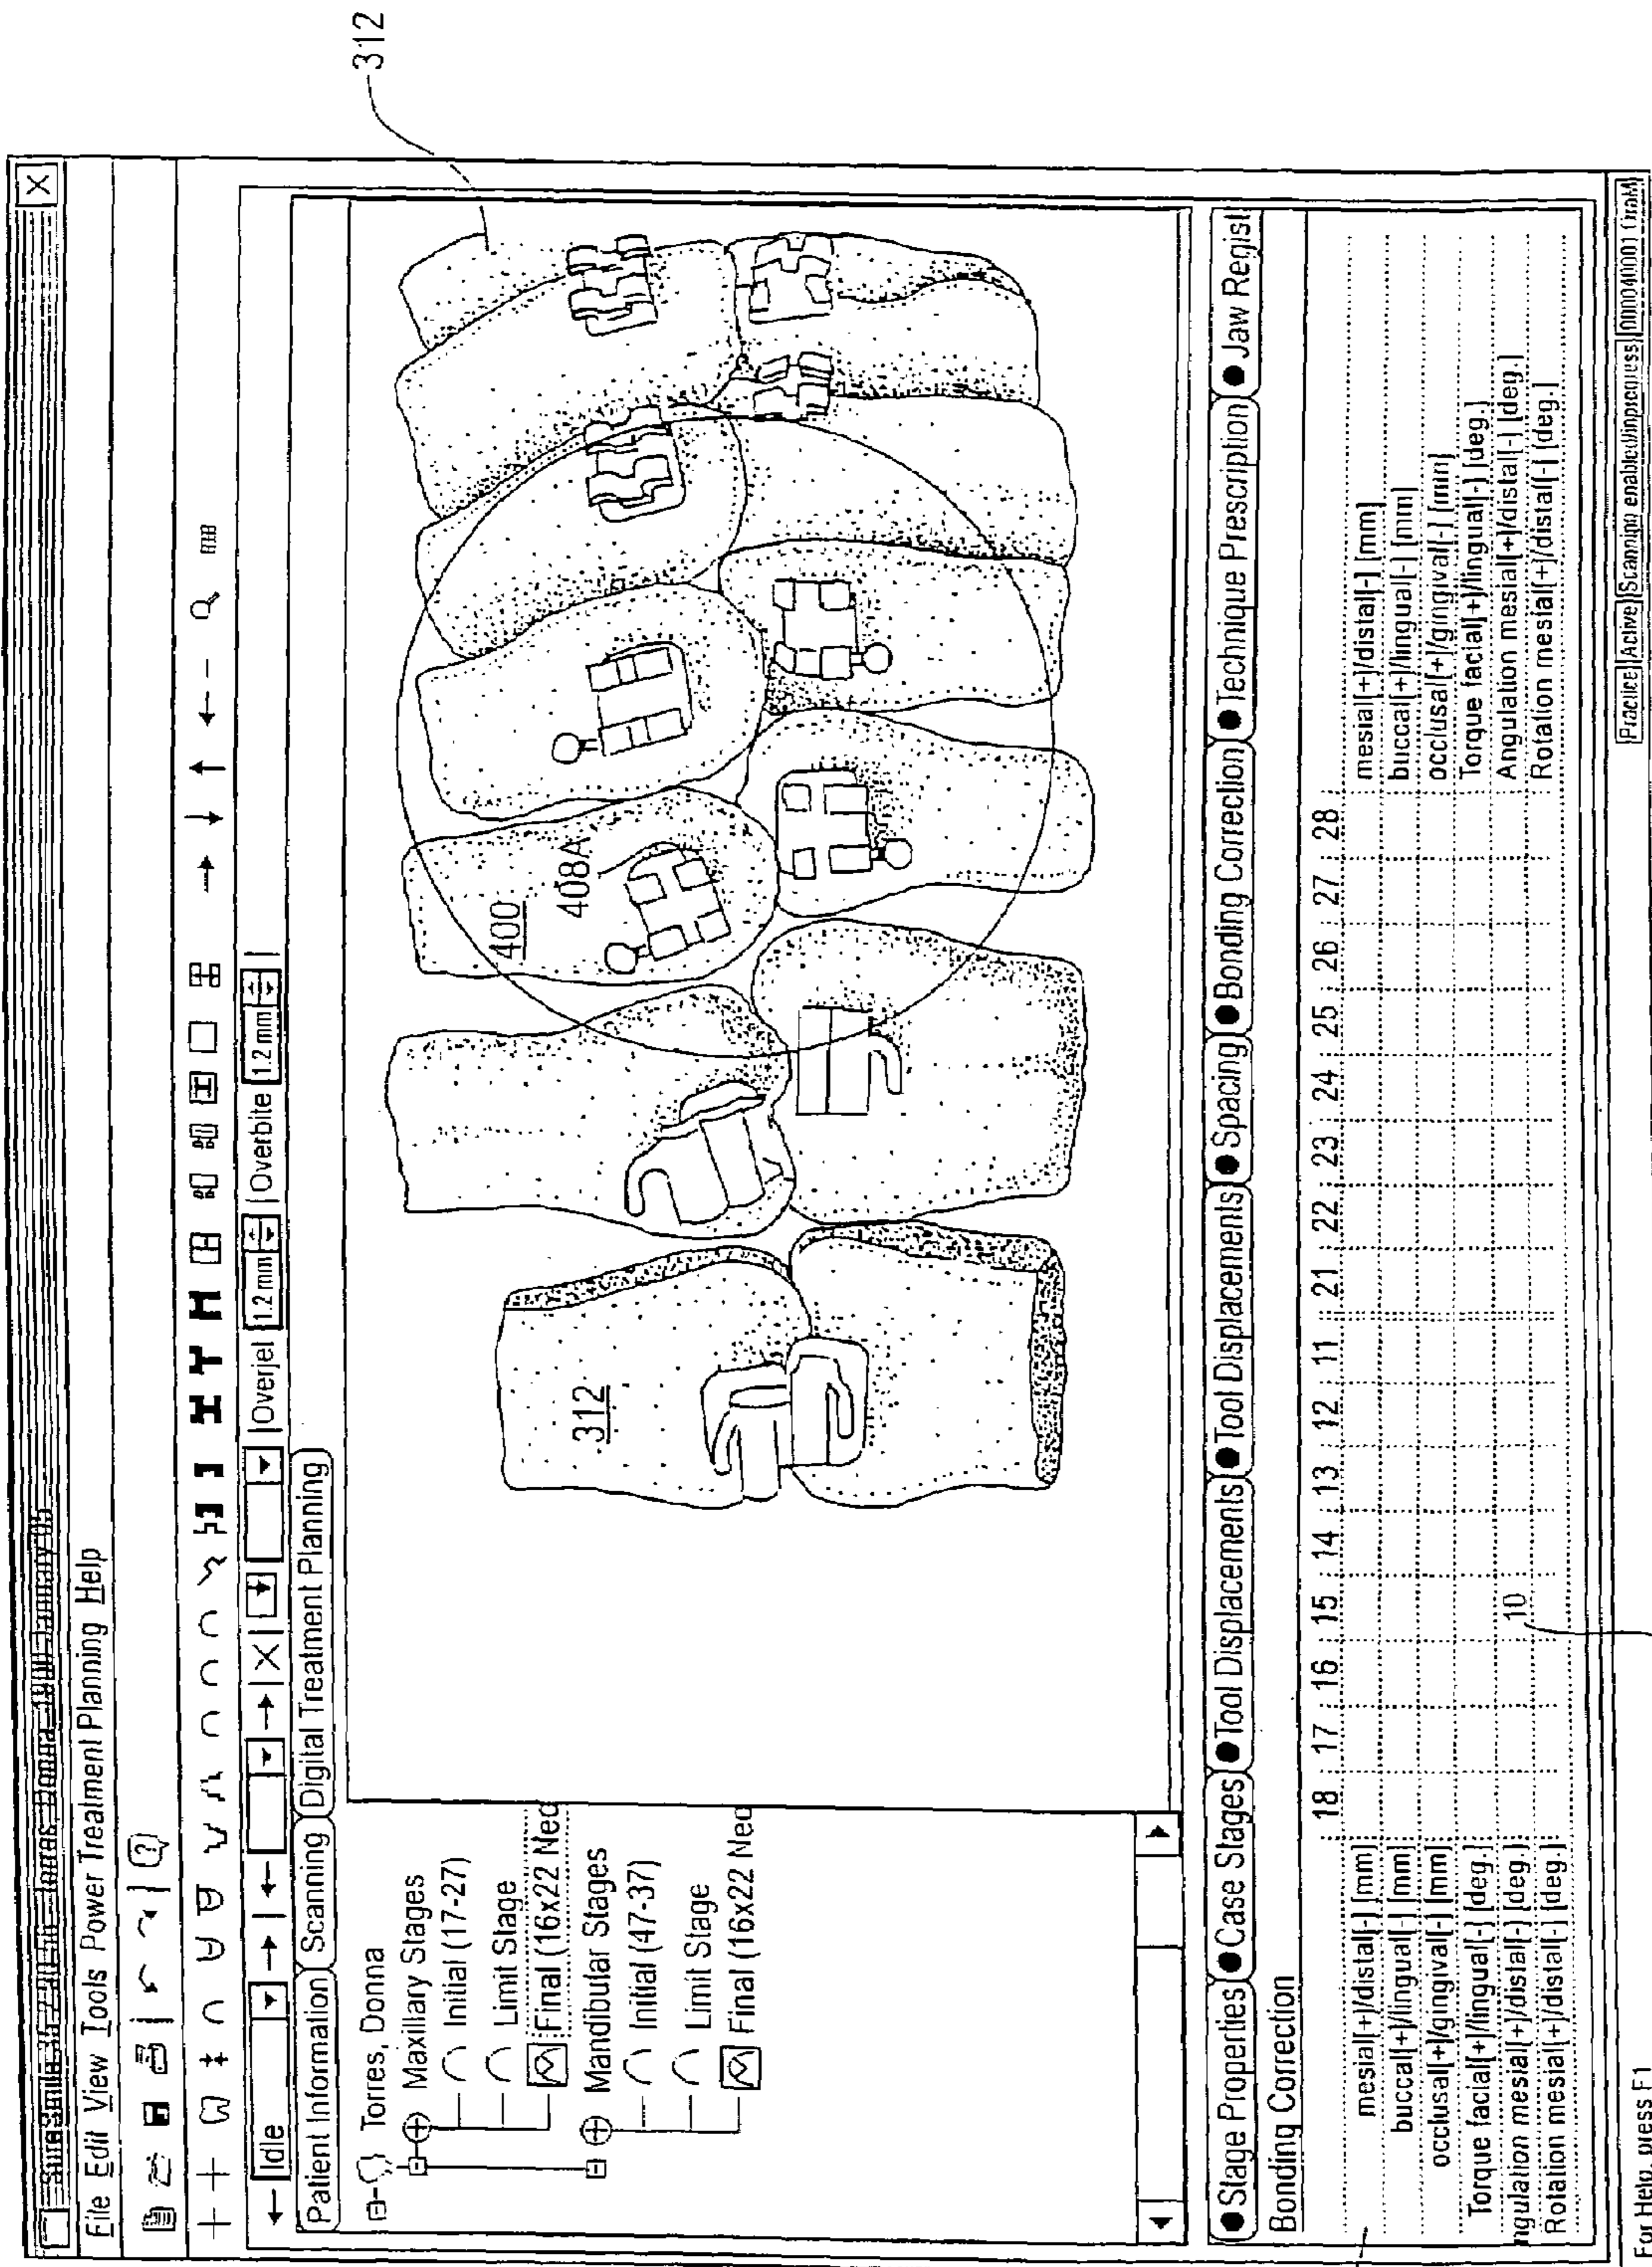 File Edit View Tools Power Treatment Planning Help
Idle
Overjet 1.2 mm Overbite 1.2 mm
Patient Information Scanning Digital Treatment Planning
Torres, Donna
Maxillary Stages
Initial (17-27)
Limit Stage
Final (16x22 Neo
Mandibular Stages
Initial (47-37)
Limit Stage
Final (16x22 Neo
312
400
408A
312
Stage Properties Case Stages Tool Displacements Tool Displacements Spacing Bonding Correction Technique Prescription Jaw Regist
Bonding Correction
18 17 16 15 14 13 12 11 21 22 23 24 25 26 27 28
mesial[+]/distal[-] [mm] mesial[+]/distal[-] [mm]
buccal[+]/lingual[-] [mm] buccal[+]/lingual[-] [mm]
occlusal[+]/gingival[-] [mm] occlusal[+]/gingival[-] [mm]
Torque facial[+]/lingual[-] [deg.] Torque facial[+]/lingual[-] [deg.]
ngulation mesial[+]/distal[-] [deg.] 10 Angulation mesial[+]/distal[-] [deg.]
Rotation mesial[+]/distal[-] [deg.] Rotation mesial[+]/distal[-] [deg.]
For Help, press F1
Practice Active Scanning enabled